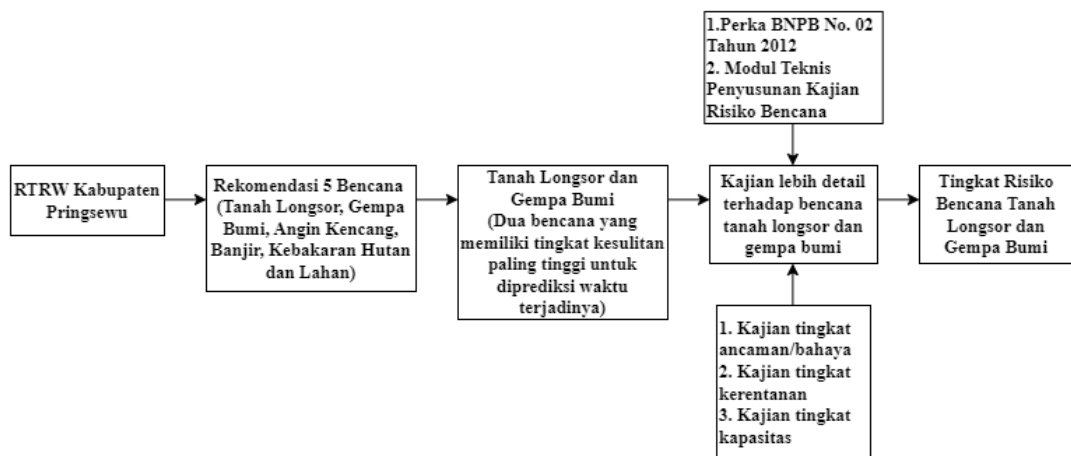 1.Perka BNPB No. 02
Tahun 2012
2. Modul Teknis
Penyusunan Kajian
Risiko Bencana
RTRW Kabupaten
Pringsewu
Rekomendasi 5 Bencana
(Tanah Longsor, Gempa
Bumi, Angin Kencang,
Banjir, Kebakaran Hutan
dan Lahan)
Tanah Longsor dan
Gempa Bumi
(Dua bencana yang
memiliki tingkat kesulitan
paling tinggi untuk
diprediksi waktu
terjadinya)
Kajian lebih detail
terhadap bencana
tanah longsor dan
gempa bumi
Tingkat Risiko
Bencana Tanah
Longsor dan
Gempa Bumi
1. Kajian tingkat
ancaman/bahaya
2. Kajian tingkat
kerentanan
3. Kajian tingkat
kapasitas